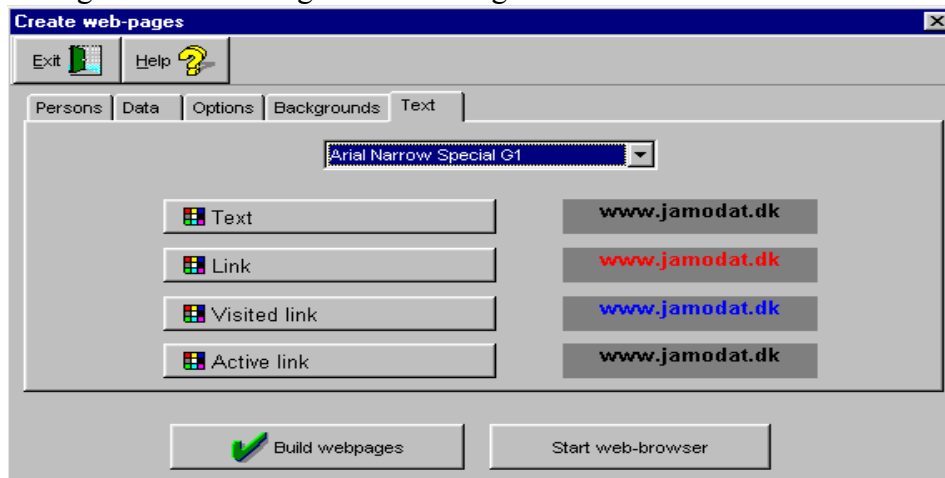 Create web-pages
Exit Help
Persons Data Options Backgrounds Text
Arial Narrow Special G1
Text www.jamodat.dk
Link www.jamodat.dk
Visited link www.jamodat.dk
Active link www.jamodat.dk
Build webpages Start web-browser